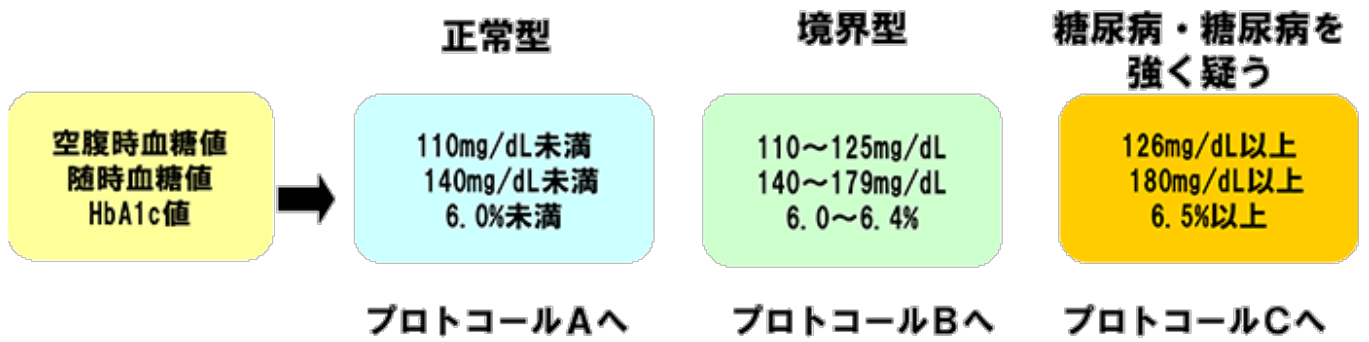 正常型
境界型
糖尿病・糖尿病を
強く疑う
空腹時血糖値
随時血糖値
HbA1c値
110mg/dL未満
140mg/dL未満
6.0%未満
110～125mg/dL
140～179mg/dL
6.0～6.4%
126mg/dL以上
180mg/dL以上
6.5%以上
プロトコールAへ
プロトコールBへ
プロトコールCへ